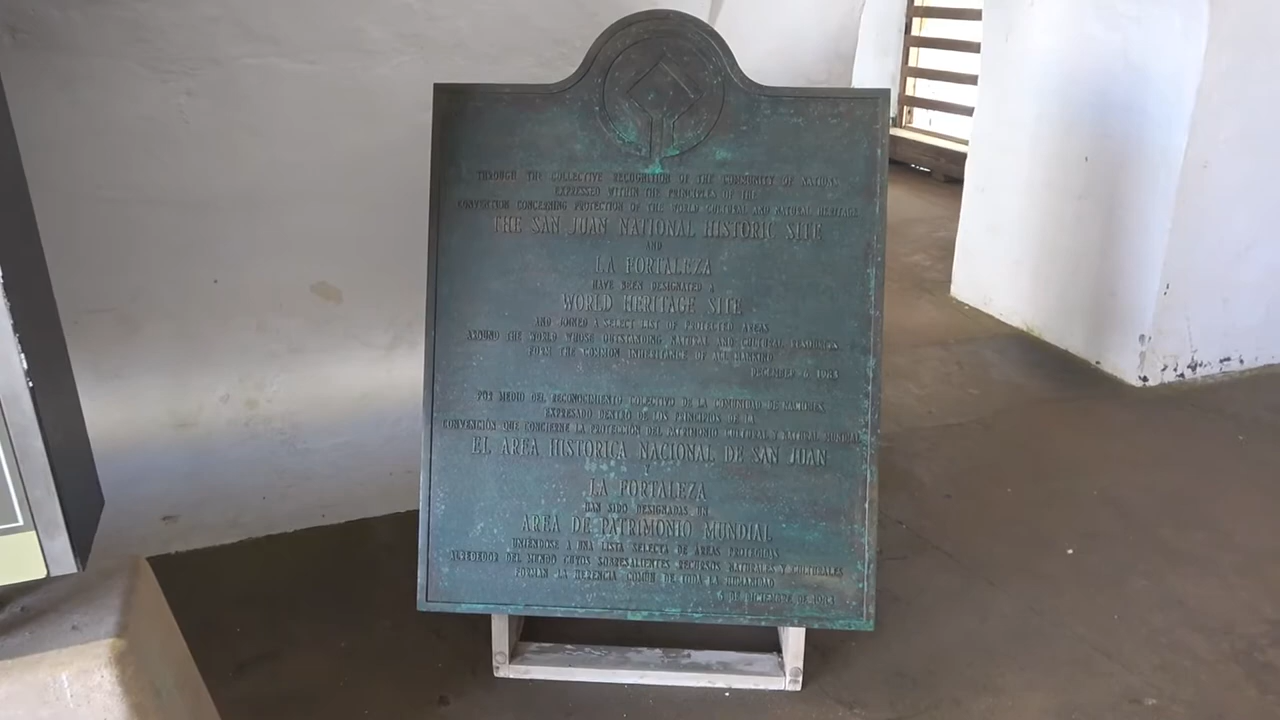 THROUGH THE COLLECTIVE RECOGNITION OF THE COMMUNITY OF NATIONS
EXPRESSED WITHIN THE PRINCIPLES OF THE
CONVENTION CONCERNING PROTECTION OF THE WORLD CULTURAL AND NATURAL HERITAGE
THE SAN JUAN NATIONAL HISTORIC SITE
AND
LA FORTALEZA
HAVE BEEN DESIGNATED A
WORLD HERITAGE SITE
AND JOINED A SELECT LIST OF PROTECTED AREAS
AROUND THE WORLD WHOSE OUTSTANDING NATURAL AND CULTURAL RESOURCES
FORM THE COMMON INHERITANCE OF ALL MANKIND
DECEMBER 6, 1983
POR MEDIO DEL RECONOCIMIENTO COLECTIVO DE LA COMUNIDAD DE NACIONES,
EXPRESADO DENTRO DE LOS PRINCIPIOS DE LA
CONVENCIÓN QUE CONCIERNE LA PROTECCIÓN DEL PATRIMONIO CULTURAL Y NATURAL MUNDIAL
EL AREA HISTORICA NACIONAL DE SAN JUAN
Y
LA FORTALEZA
HAN SIDO DESIGNADAS UN
AREA DE PATRIMONIO MUNDIAL
UNIÉNDOSE A UNA LISTA SELECTA DE ÁREAS PROTEGIDAS
ALREDEDOR DEL MUNDO CUYOS SOBRESALIENTES RECURSOS NATURALES Y CULTURALES
FORMAN LA HERENCIA COMÚN DE TODA LA HUMANIDAD
6 DE DICIEMBRE DE 1983